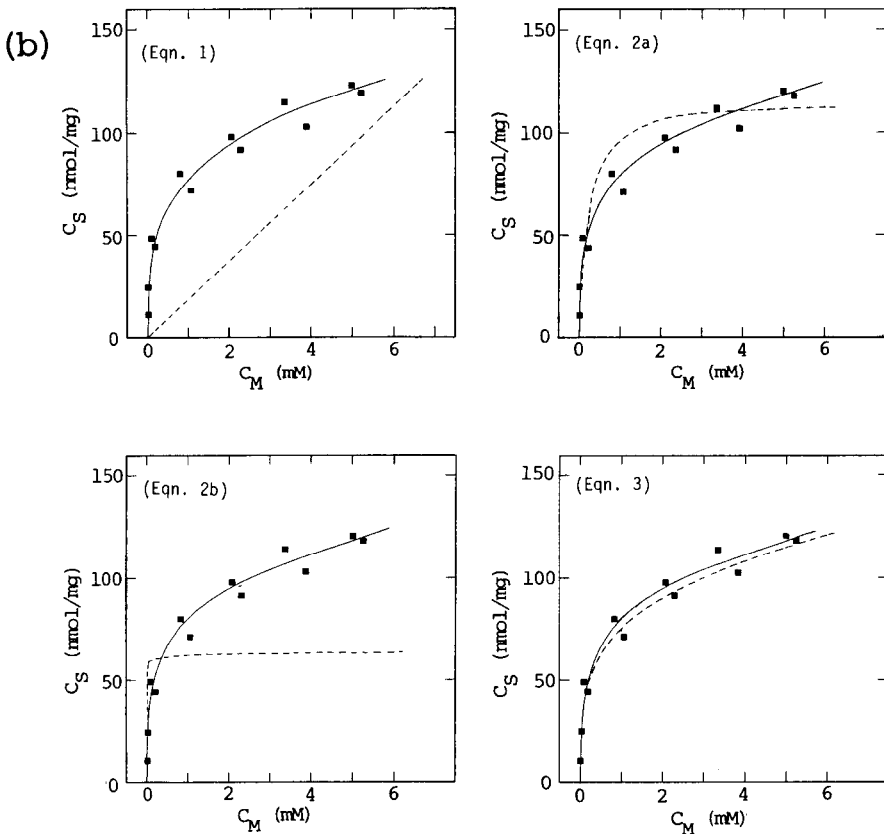 (b)
(Eqn. 1)
150
100
50
0
C_S (nmol/mg)
0 2 4 6
C_M (mM)
(Eqn. 2a)
150
100
50
0
C_S (nmol/mg)
0 2 4 6
C_M (mM)
(Eqn. 2b)
150
100
50
0
C_S (nmol/mg)
0 2 4 6
C_M (mM)
(Eqn. 3)
150
100
50
0
C_S (nmol/mg)
0 2 4 6
C_M (mM)